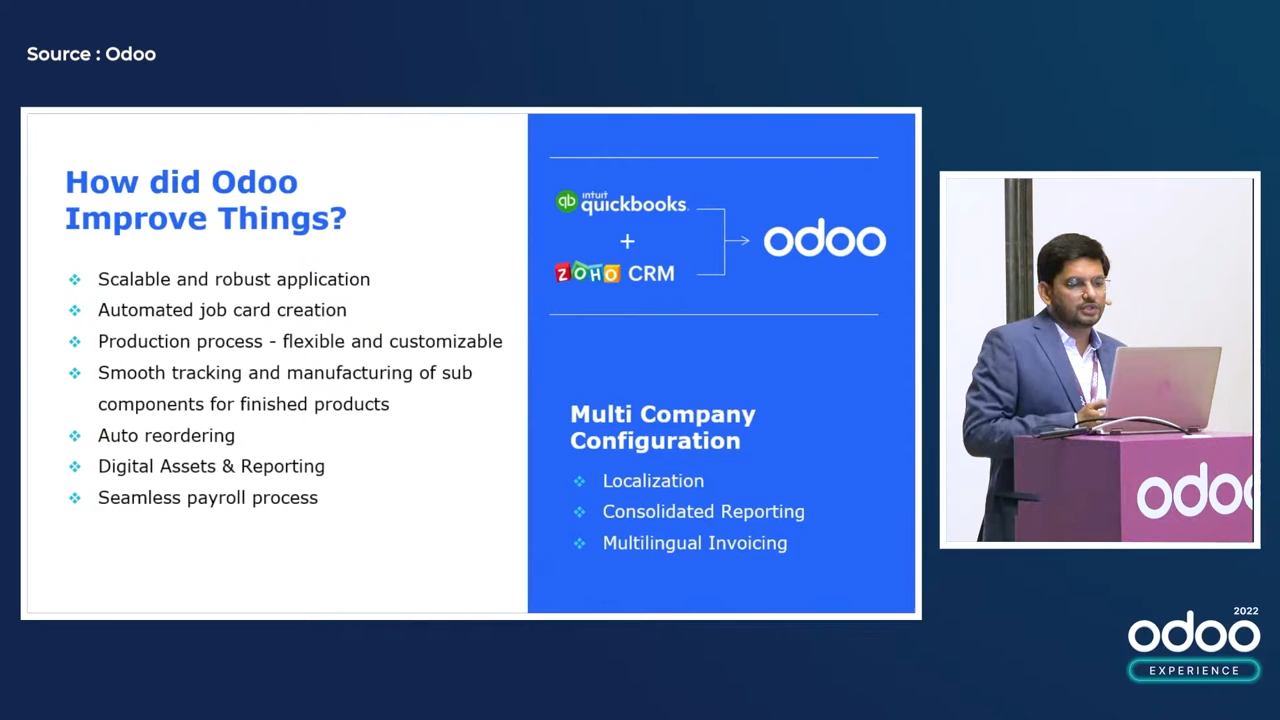 Source : Odoo
How did Odoo
Improve Things?
Scalable and robust application
Automated job card creation
Production process - flexible and customizable
Smooth tracking and manufacturing of sub
components for finished products
Auto reordering
Digital Assets & Reporting
Seamless payroll process
qb intuit quickbooks.
+
ZOHO CRM
odoo
Multi Company
Configuration
Localization
Consolidated Reporting
Multilingual Invoicing
odoo
2022
odoo
EXPERIENCE